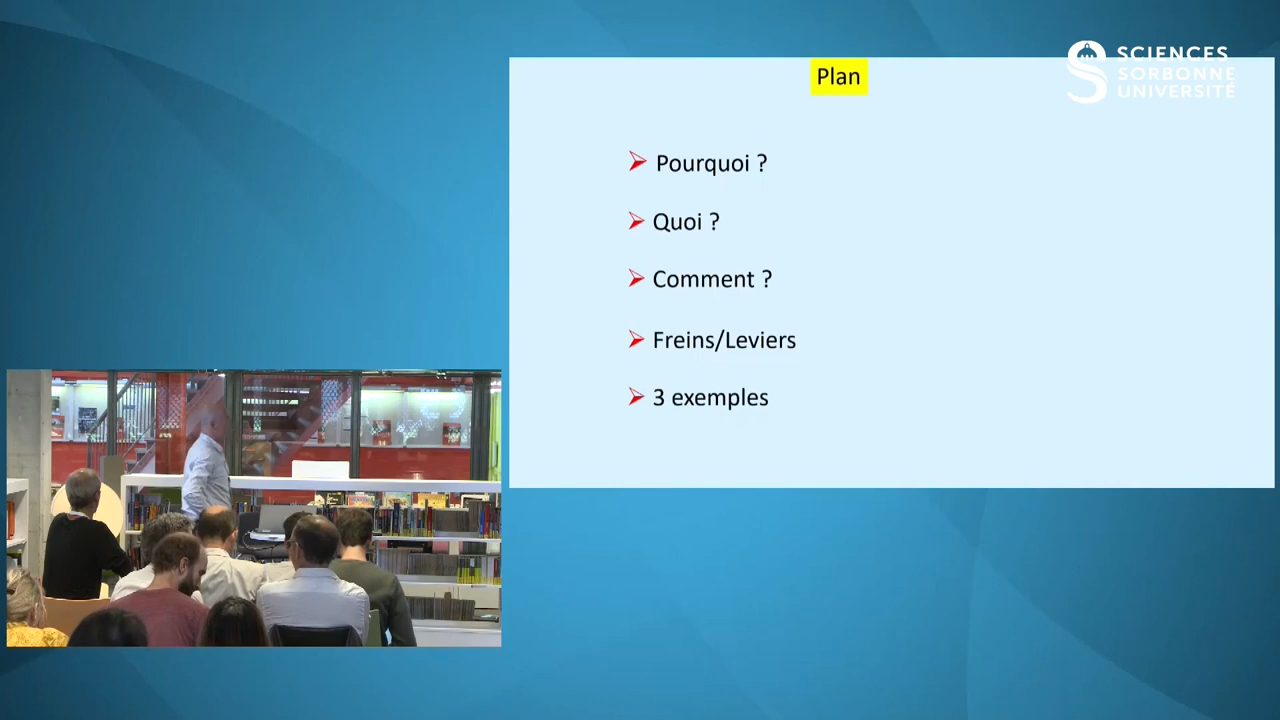 SCIENCES
SORBONNE
UNIVERSITÉ
Plan
Pourquoi ?
Quoi ?
Comment ?
Freins/Leviers
3 exemples